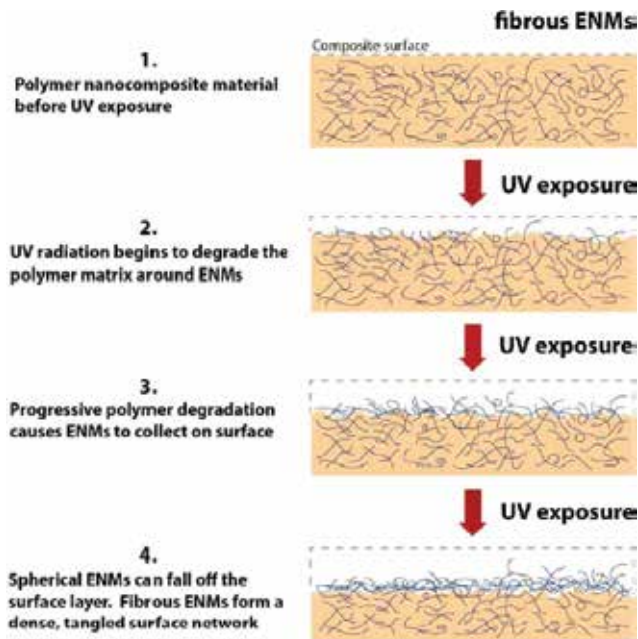 fibrous ENMs
Composite surface
1.
Polymer nanocomposite material
before UV exposure
UV exposure
2.
UV radiation begins to degrade the
polymer matrix around ENMs
UV exposure
3.
Progressive polymer degradation
causes ENMs to collect on surface
UV exposure
4.
Spherical ENMs can fall off the
surface layer. Fibrous ENMs form a
dense, tangled surface network